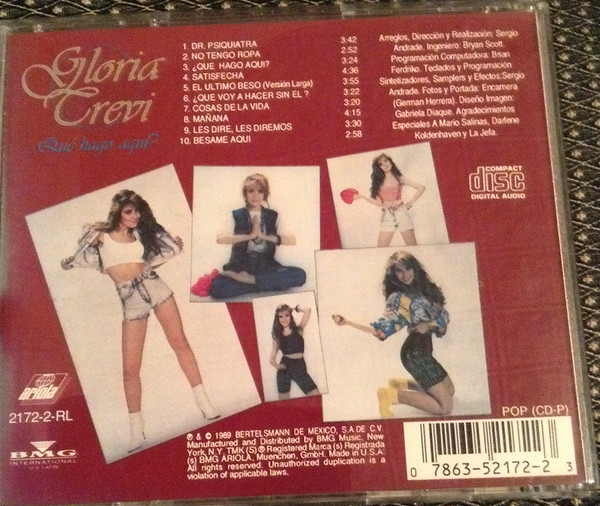 Gloria
Trevi
Qué hago aquí?
1. DR. PSIQUIATRA 3:42
2. NO TENGO ROPA 2:52
3. ¿QUE HAGO AQUI? 3:24
4. SATISFECHA 4:36
5. EL ULTIMO BESO (Versión Larga) 3:55
6. ¿QUE VOY A HACER SIN EL ? 3:22
7. COSAS DE LA VIDA 3:20
8. MAÑANA 4:15
9. LES DIRE, LES DIREMOS 3:30
10. BESAME AQUI 2:58
Arreglos, Dirección y Realización: Sergio
Andrade. Ingeniero: Bryan Scott.
Programación Computadora: Brian
Ferdriko. Teclados y Programación
Sintetizadores, Samplers y Efectos:Sergio
Andrade. Fotos y Portada: Encamera
(German Herrera). Diseño Imagen:
Gabriela Diaque. Agradecimientos
Especiales A Mario Salinas, Darlene
Koldenhaven y La Jefa.
COMPACT
disc
DIGITAL AUDIO
ariola
2172-2-RL
BMG
INTERNATIONAL
US LATIN
℗ & © 1989 BERTELSMANN DE MEXICO, S.A. DE C.V.
Manufactured and Distributed by BMG Music, New
York, N.Y. TMK (S) ® Registered Marca (s) Registrada
(s) BMG ARIOLA, Muenchen, GmbH. Made in U.S.A.
All rights reserved. Unauthorized duplication is a
violation of applicable laws.
POP (CD-P)
0 7863-52172-2 3